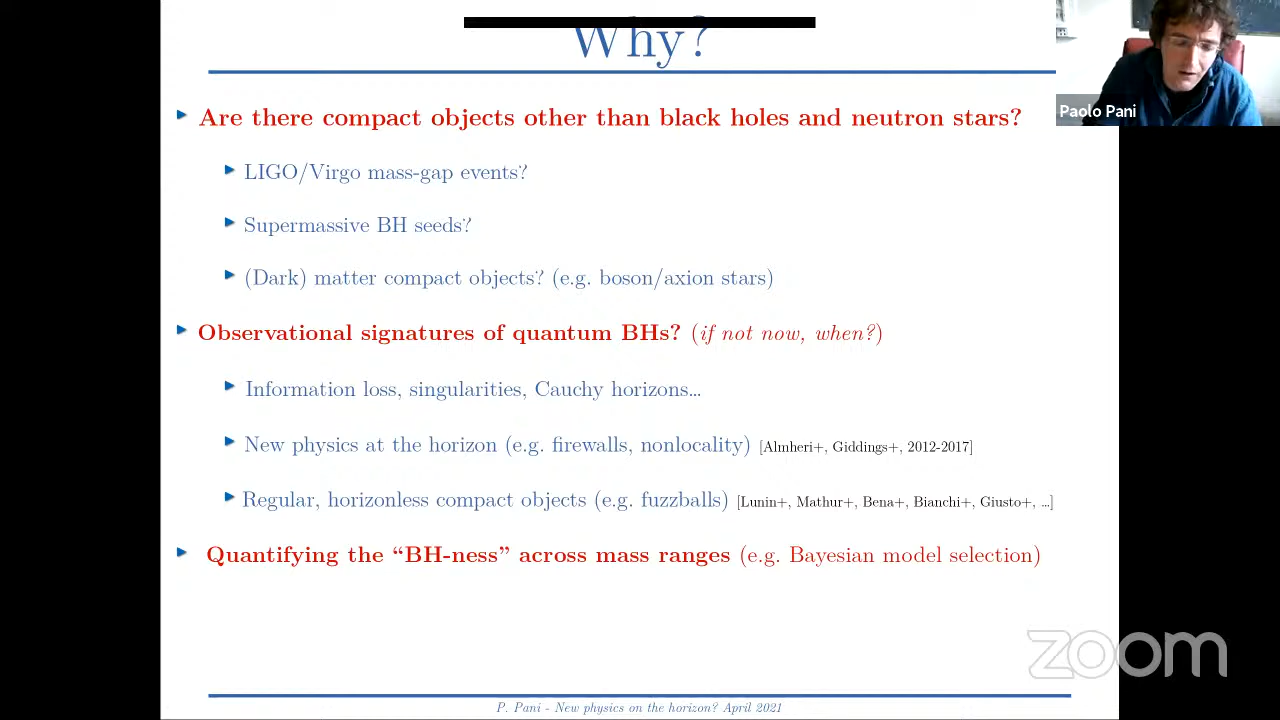 Why?
Paolo Pani
Are there compact objects other than black holes and neutron stars?
LIGO/Virgo mass-gap events?
Supermassive BH seeds?
(Dark) matter compact objects? (e.g. boson/axion stars)
Observational signatures of quantum BHs? (if not now, when?)
Information loss, singularities, Cauchy horizons…
New physics at the horizon (e.g. firewalls, nonlocality) [Almheri+, Giddings+, 2012-2017]
Regular, horizonless compact objects (e.g. fuzzballs) [Lunin+, Mathur+, Bena+, Bianchi+, Giusto+, …]
Quantifying the “BH-ness” across mass ranges (e.g. Bayesian model selection)
zoom
P. Pani - New physics on the horizon? April 2021